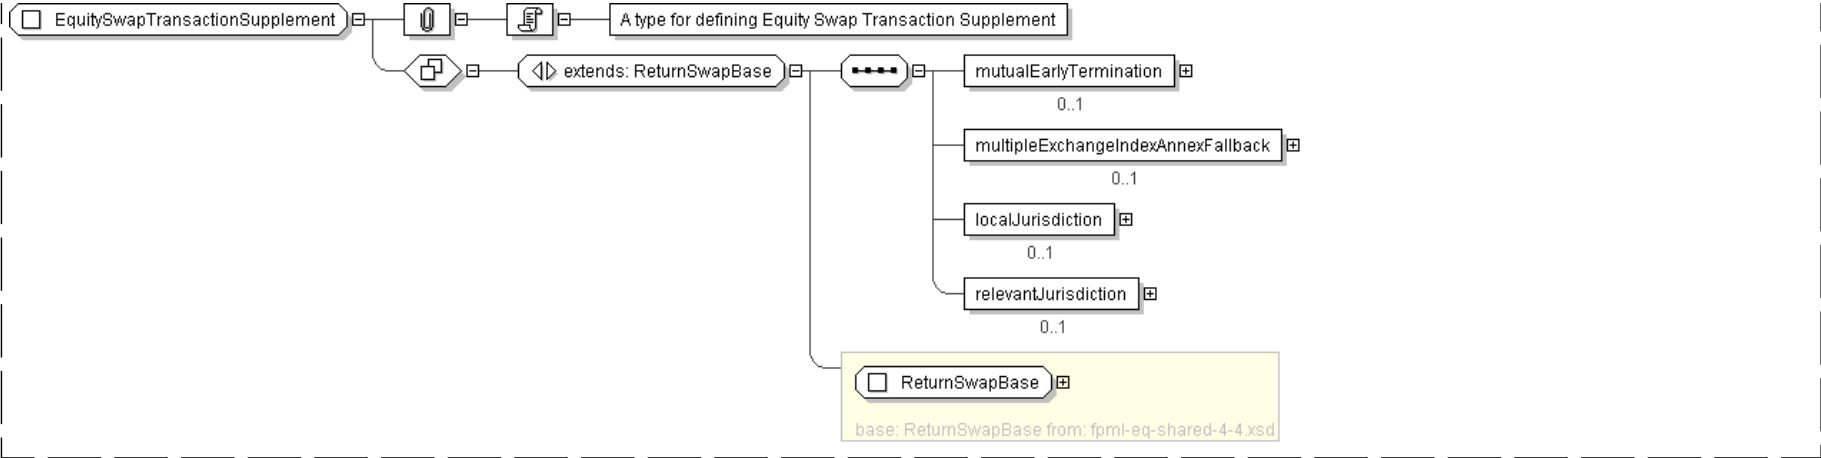 EquitySwapTransactionSupplement
A type for defining Equity Swap Transaction Supplement
extends: ReturnSwapBase
mutualEarlyTermination
0..1
multipleExchangeIndexAnnexFallback
0..1
localJurisdiction
0..1
relevantJurisdiction
0..1
ReturnSwapBase
base: ReturnSwapBase from: fpml-eq-shared-4-4.xsd